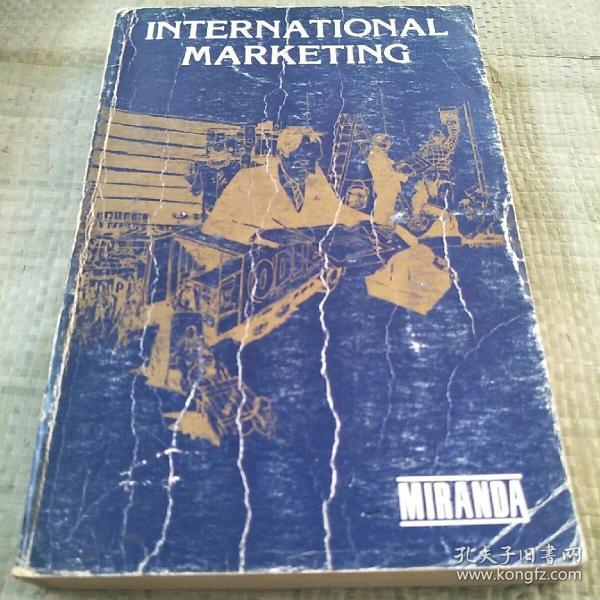 INTERNATIONAL
MARKETING
MIRANDA
孔夫子旧书网
www.kongfz.com